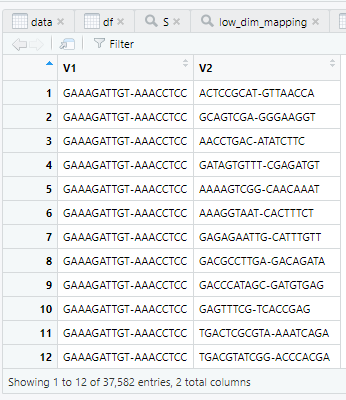 data df S low_dim_mapping
Filter
V1 V2
1 GAAAGATTGT-AAACCTCC ACTCCGCAT-GTTAACCA
2 GAAAGATTGT-AAACCTCC GCAGTCGA-GGGAAGGT
3 GAAAGATTGT-AAACCTCC AACCTGAC-ATATCTTC
4 GAAAGATTGT-AAACCTCC GATAGTGTTT-CGAGATGT
5 GAAAGATTGT-AAACCTCC AAAAGTCGG-CAACAAAT
6 GAAAGATTGT-AAACCTCC AAAGGTAAT-CACTTTCT
7 GAAAGATTGT-AAACCTCC GAGAGAATTG-CATTTGTT
8 GAAAGATTGT-AAACCTCC GACGCCTTGA-GACAGATA
9 GAAAGATTGT-AAACCTCC GACCCATAGC-GATGTGAG
10 GAAAGATTGT-AAACCTCC GAGTTTCG-TCACCGAG
11 GAAAGATTGT-AAACCTCC TGACTCGCGTA-AAATCAGA
12 GAAAGATTGT-AAACCTCC TGACGTATCGG-ACCCACGA
Showing 1 to 12 of 37,582 entries, 2 total columns